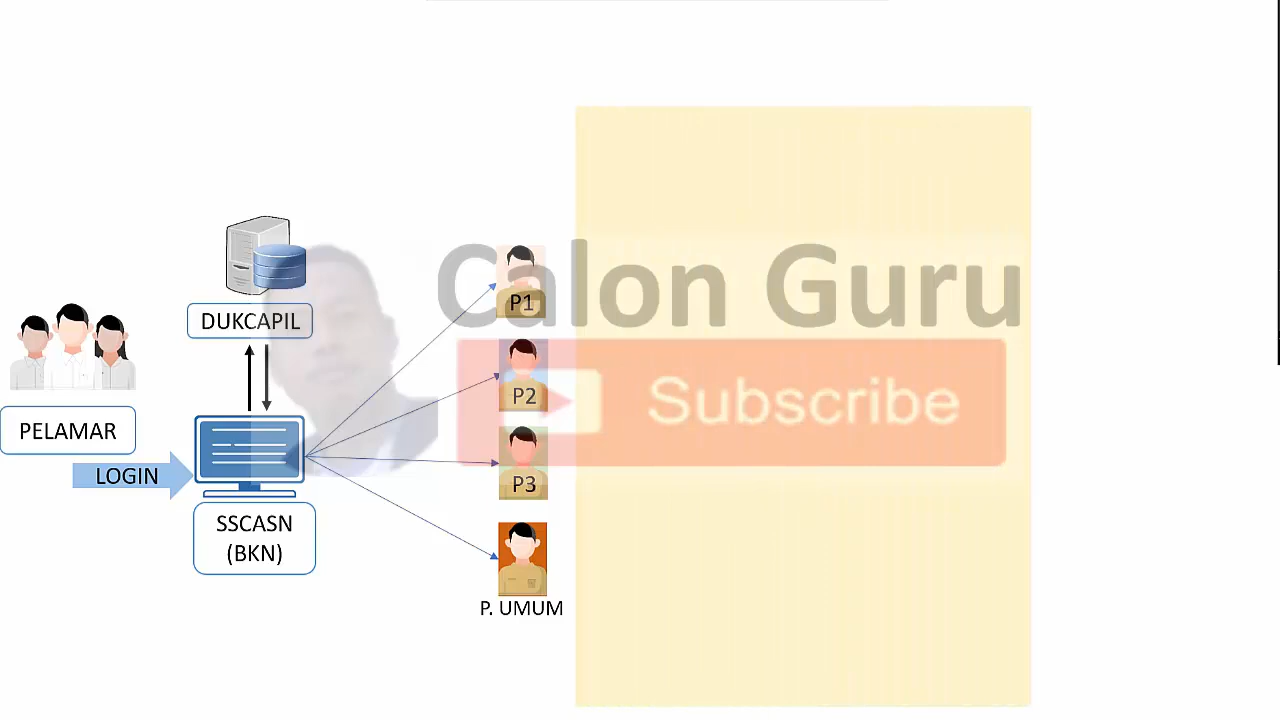 Calon Guru
Subscribe
DUKCAPIL
PELAMAR
LOGIN
SSCASN
(BKN)
P1
P2
P3
P. UMUM